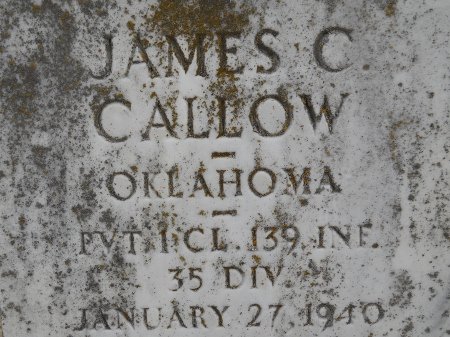 JAMES C
CALLOW
OKLAHOMA
PVT 1 CL. 139 INF.
35 DIV
JANUARY 27, 1940